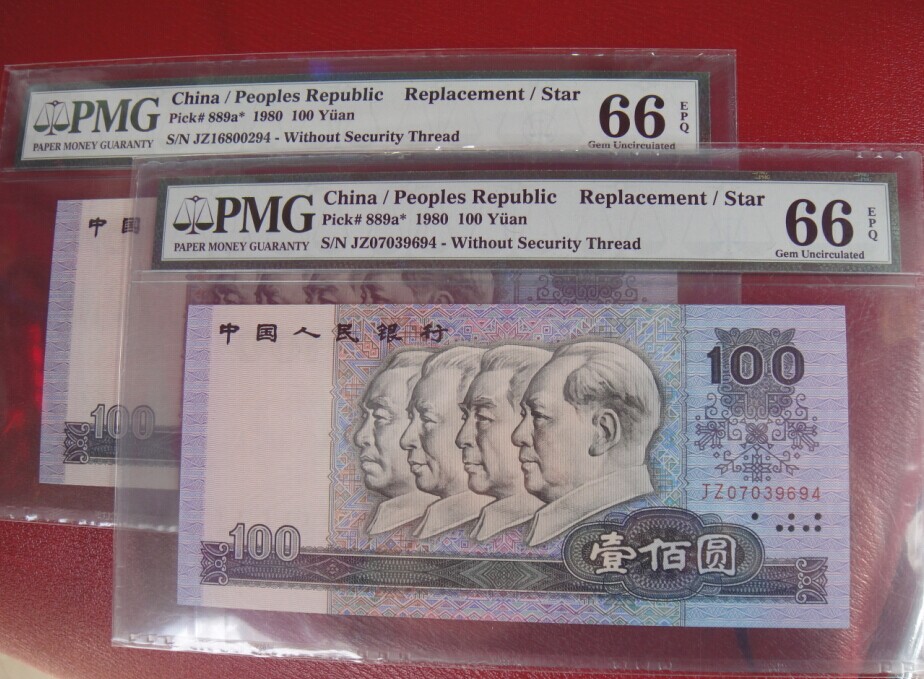 PMG
PAPER MONEY GUARANTY
China / Peoples Republic Replacement / Star
Pick# 889a* 1980 100 Yüan
S/N JZ16800294 - Without Security Thread
66
EPQ
Gem Uncirculated
中国
100
PMG
PAPER MONEY GUARANTY
China / Peoples Republic Replacement / Star
Pick# 889a* 1980 100 Yüan
S/N JZ07039694 - Without Security Thread
66
EPQ
Gem Uncirculated
中国人民银行
100
JZ07039694
100
壹佰圆